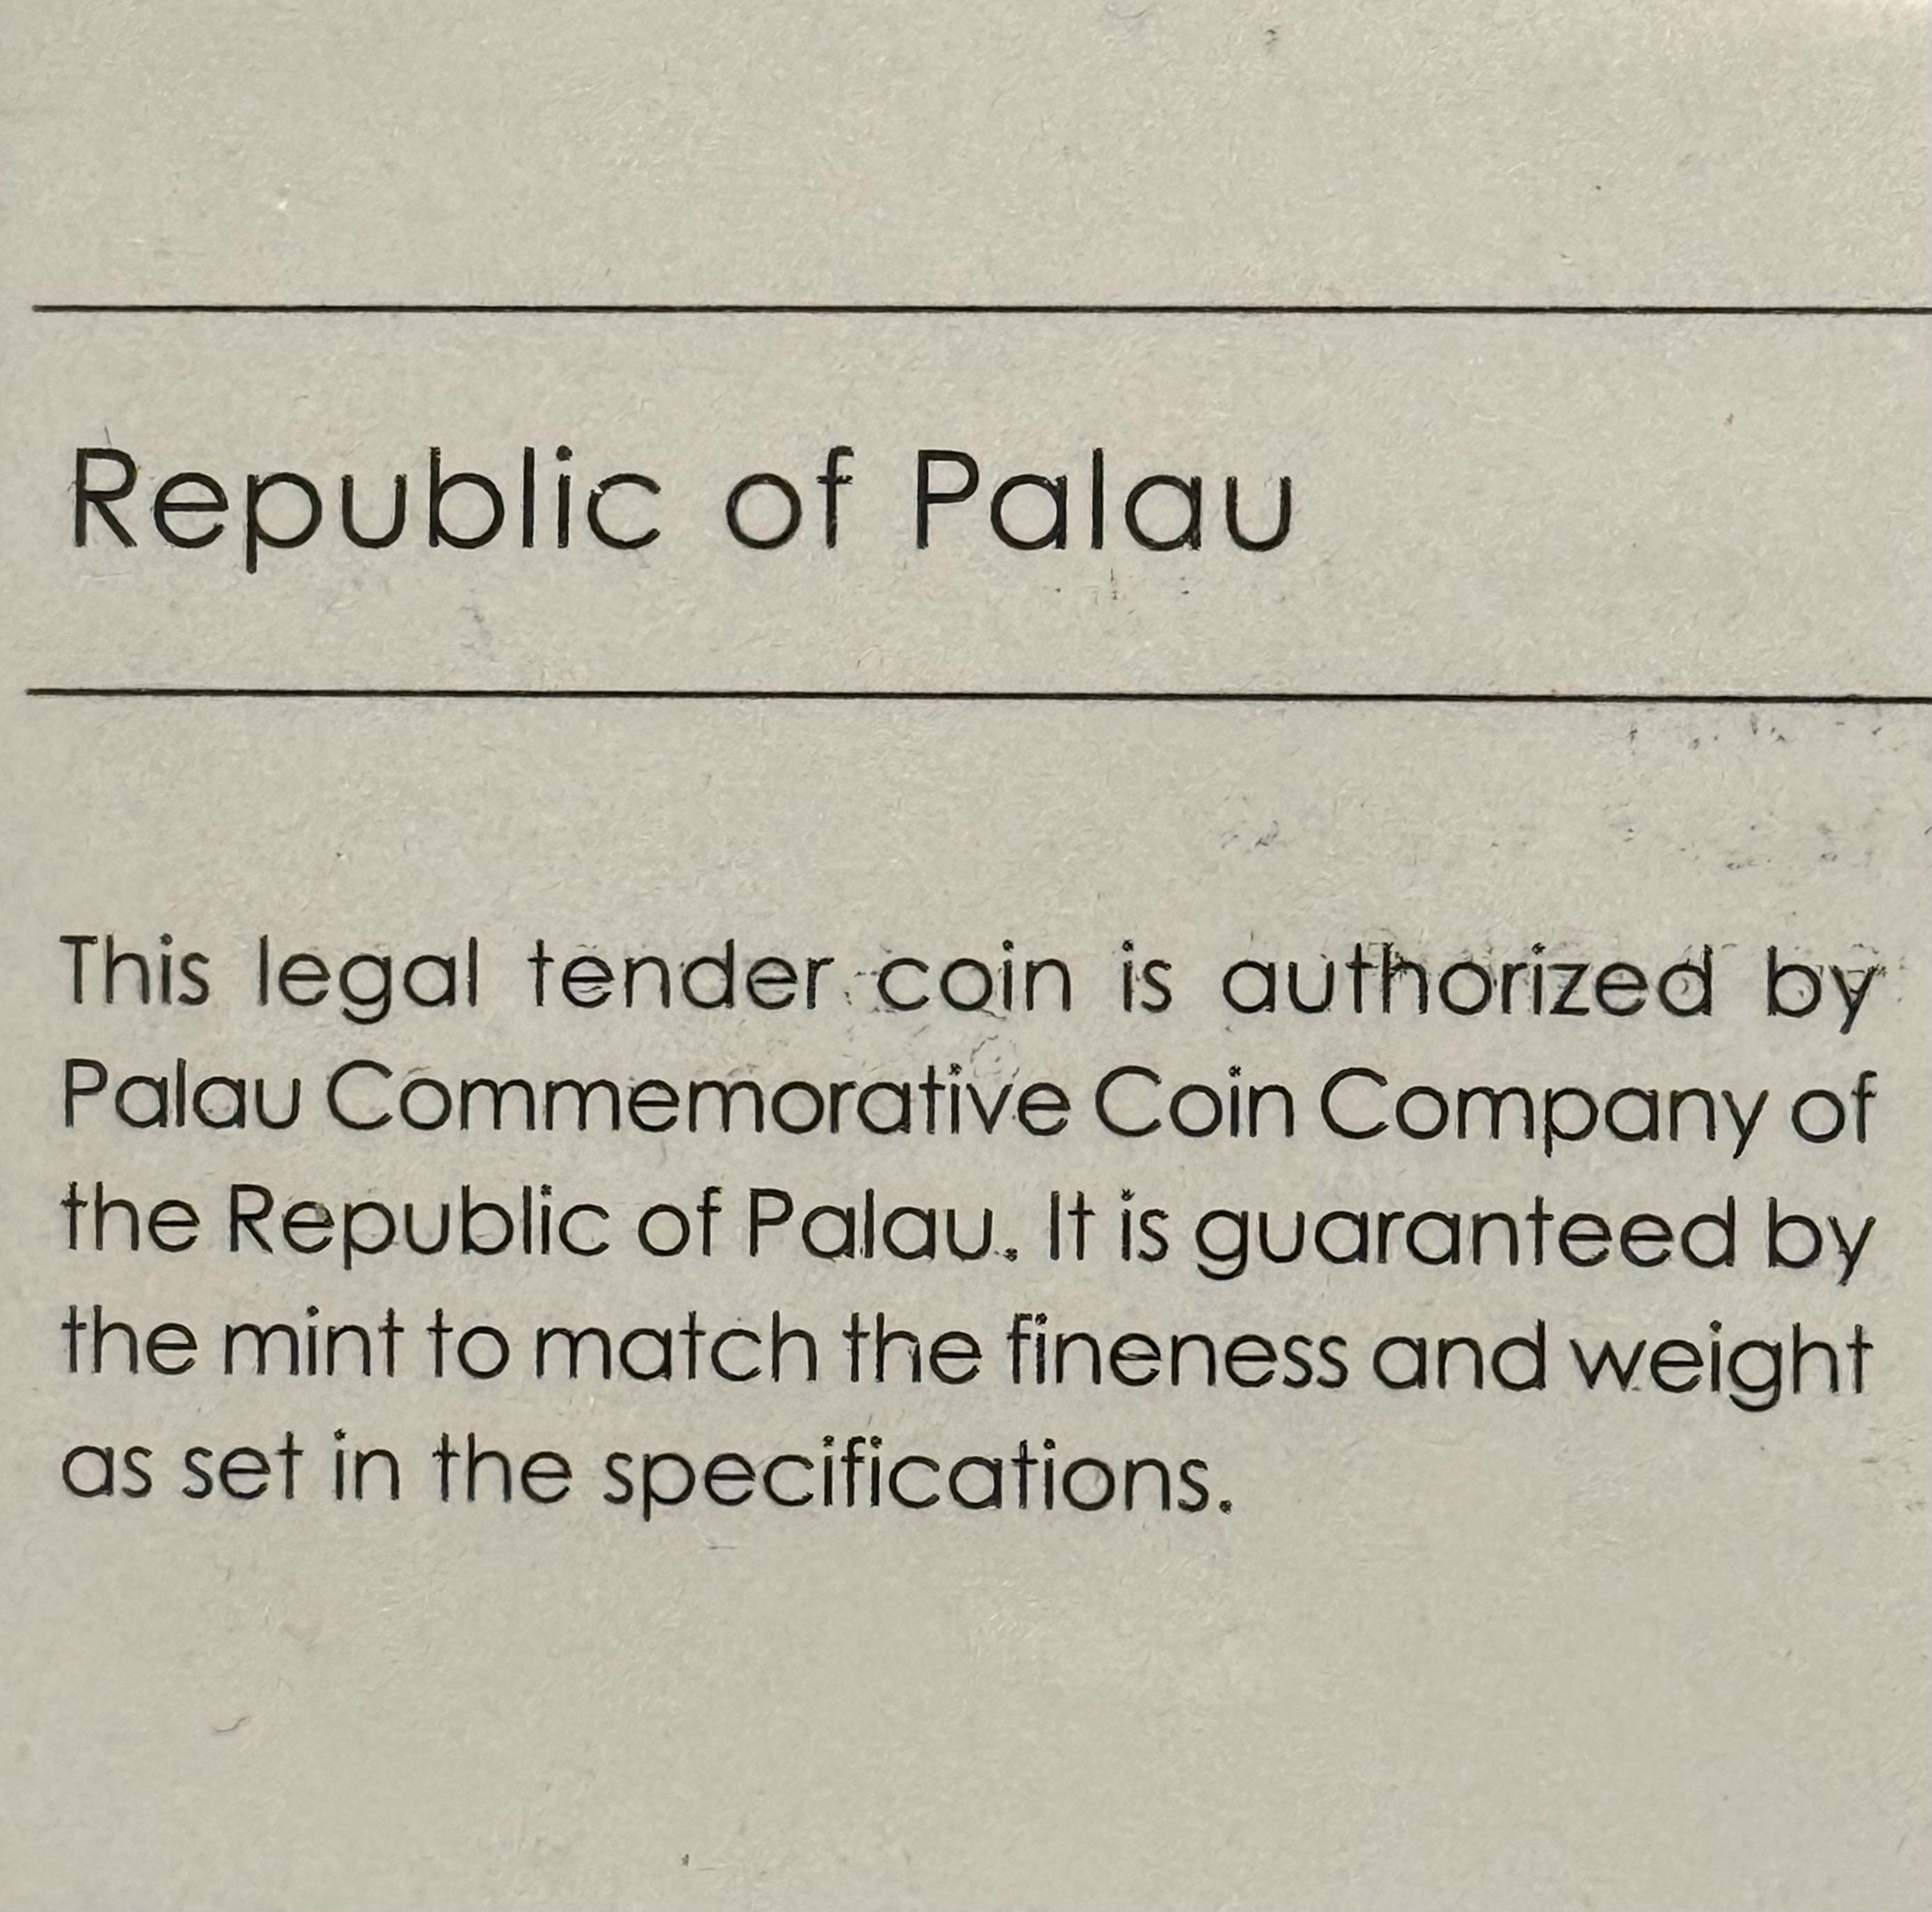 Republic of Palau
This legal tender coin is authorized by
Palau Commemorative Coin Company of
the Republic of Palau. It is guaranteed by
the mint to match the fineness and weight
as set in the specifications.